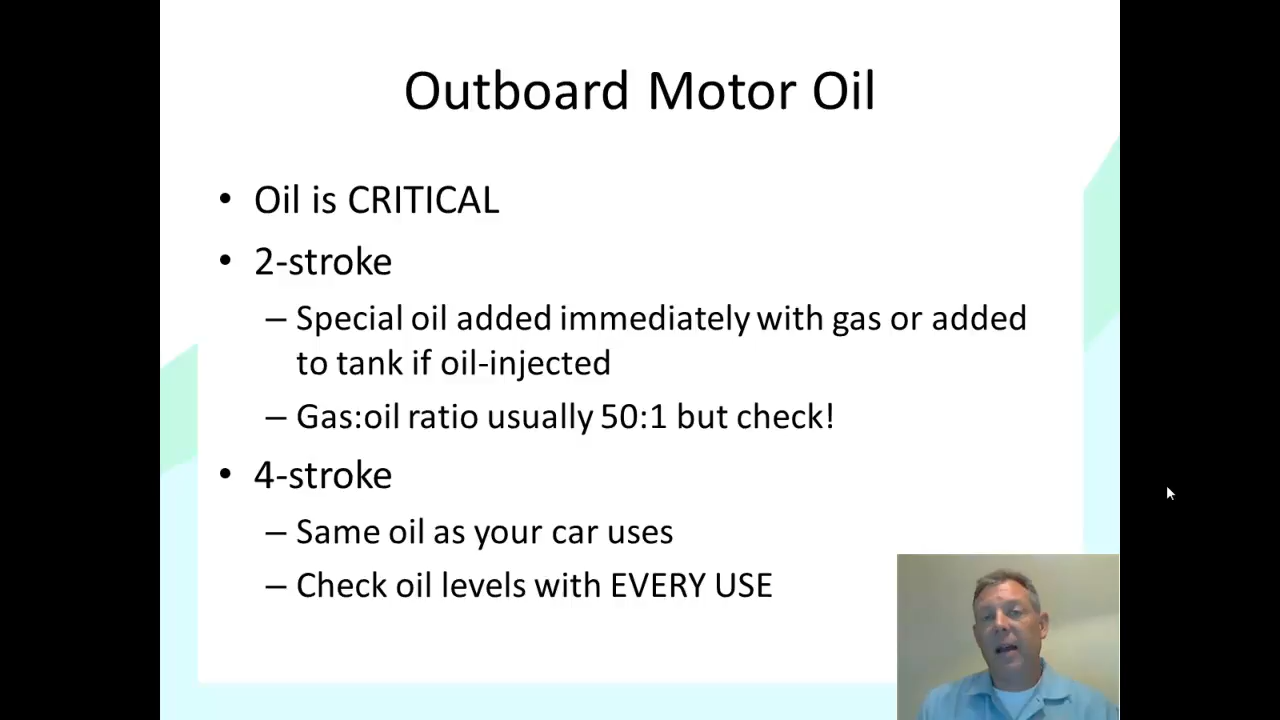 Outboard Motor Oil
• Oil is CRITICAL
• 2-stroke
– Special oil added immediately with gas or added
to tank if oil-injected
– Gas:oil ratio usually 50:1 but check!
• 4-stroke
– Same oil as your car uses
– Check oil levels with EVERY USE